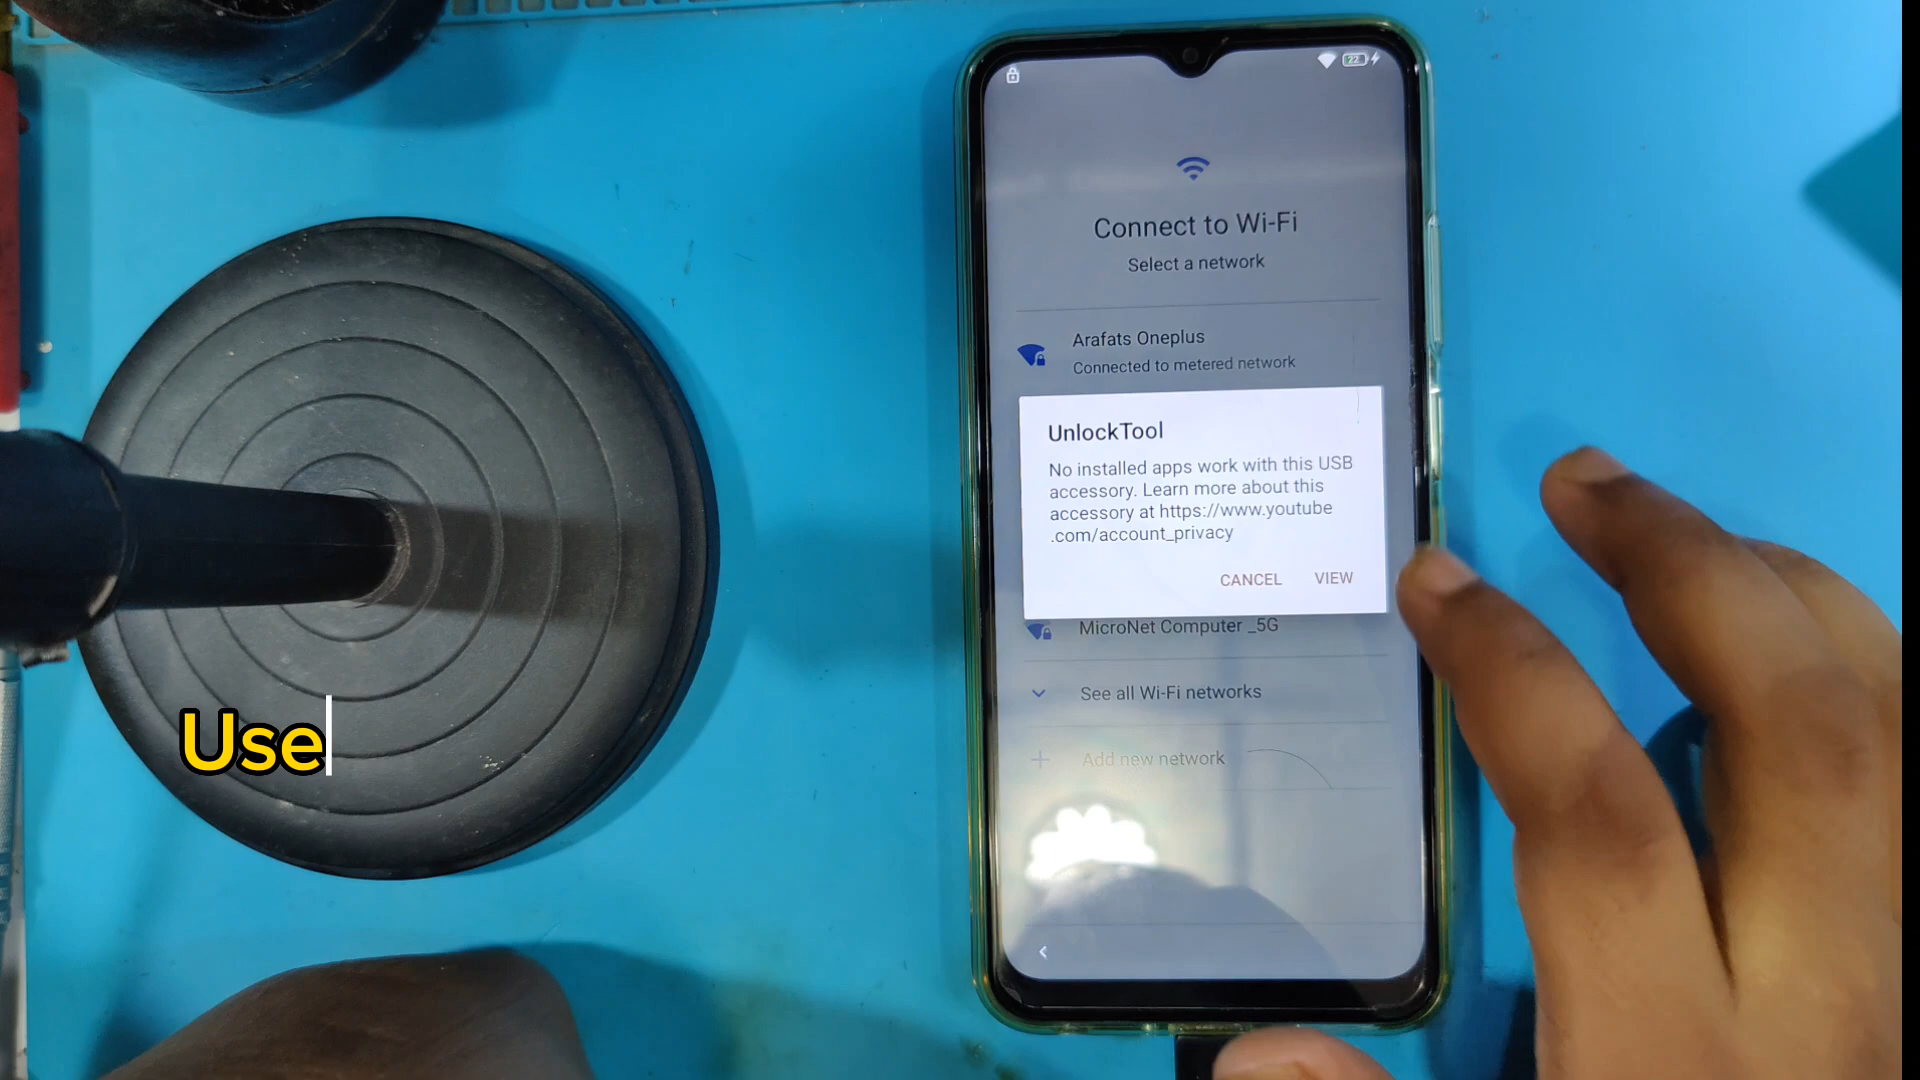 22
Connect to Wi-Fi
Select a network
Arafats Oneplus
Connected to metered network
UnlockTool
No installed apps work with this USB
accessory. Learn more about this
accessory at https://www.youtube
.com/account_privacy
CANCEL VIEW
MicroNet Computer _5G
See all Wi-Fi networks
Add new network
Use